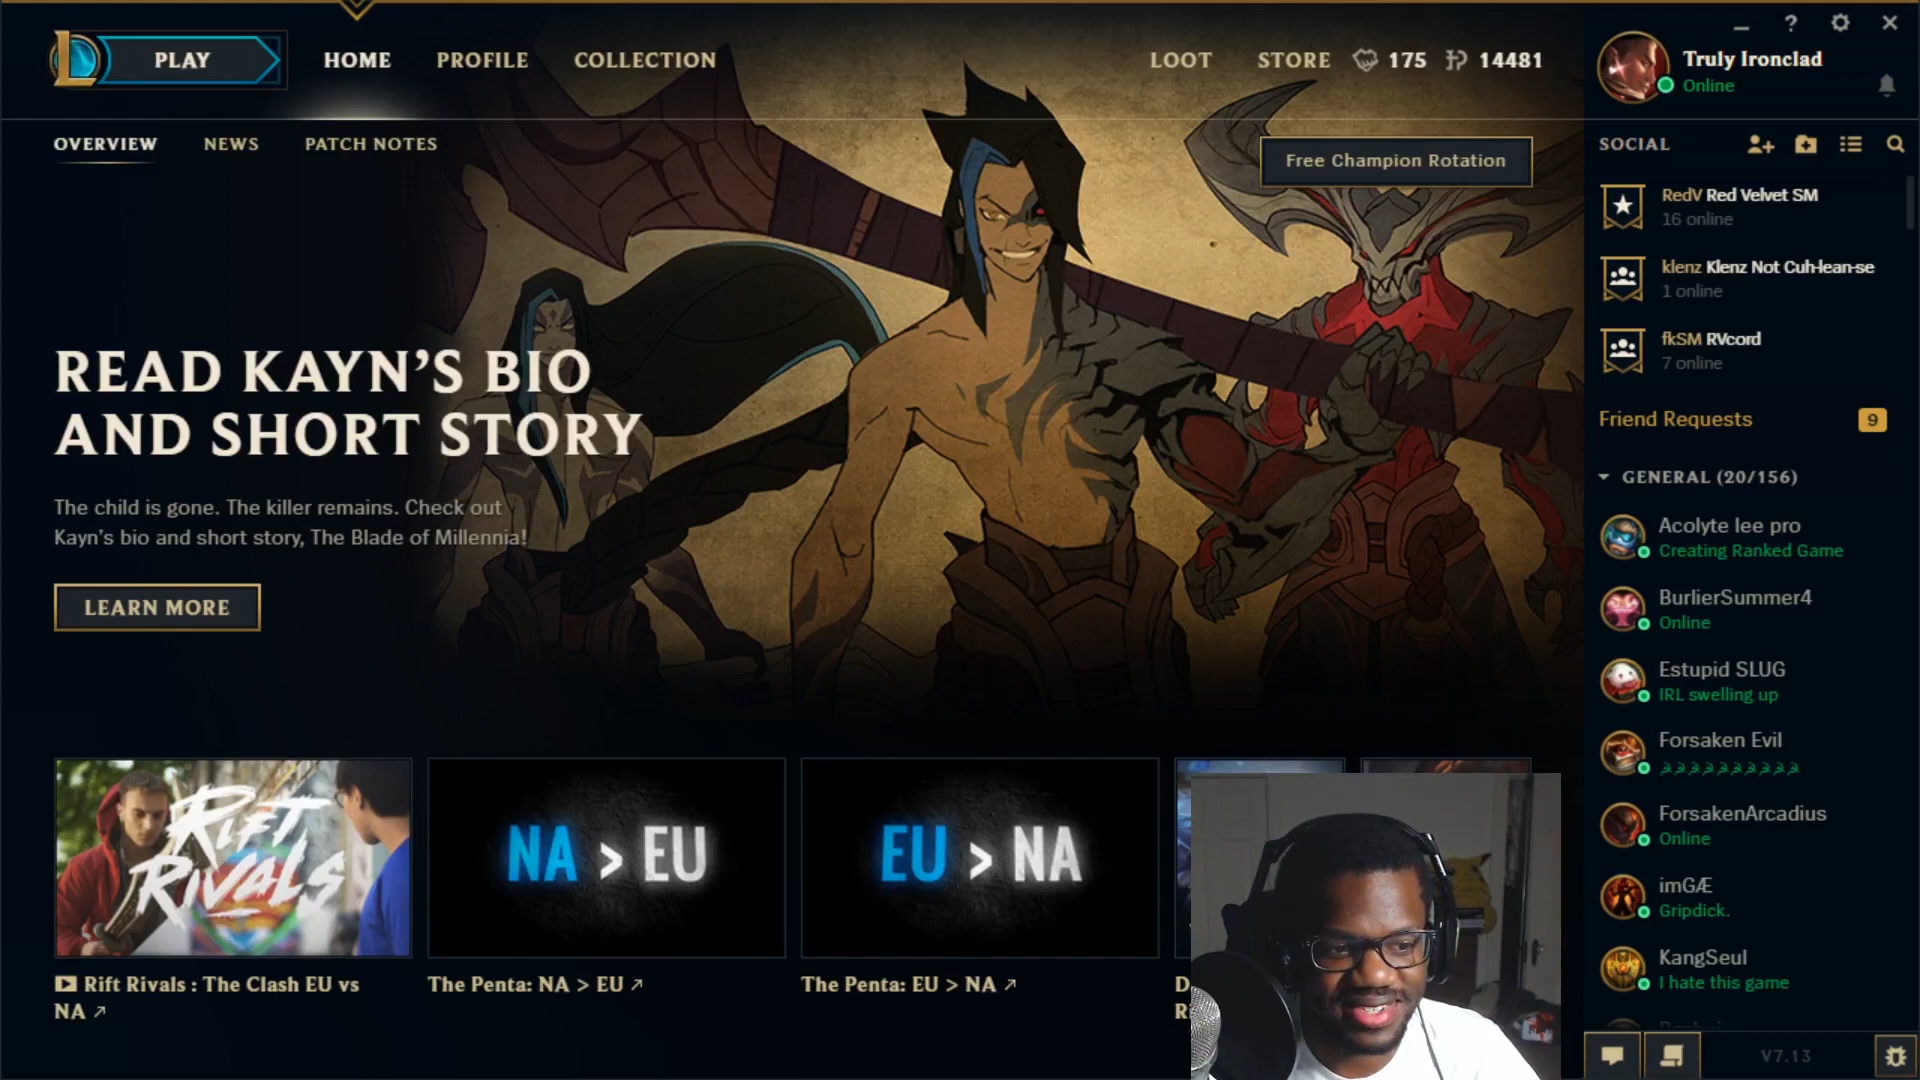 PLAY
HOME
PROFILE
COLLECTION
LOOT
STORE
175
14481
Truly Ironclad
Online
OVERVIEW
NEWS
PATCH NOTES
Free Champion Rotation
SOCIAL
RedV Red Velvet SM
16 online
klenz Klenz Not Cuh-lean-se
1 online
fkSM RVcord
7 online
Friend Requests
9
GENERAL (20/156)
Acolyte lee pro
Creating Ranked Game
BurlierSummer4
Online
Estupid SLUG
IRL swelling up
Forsaken Evil
ForsakenArcadius
Online
imGÆ
Gripdick.
KangSeul
I hate this game
V7.13
READ KAYN’S BIO
AND SHORT STORY
The child is gone. The killer remains. Check out
Kayn’s bio and short story, The Blade of Millennia!
LEARN MORE
RIFT
RIVALS
NA > EU
EU > NA
Rift Rivals : The Clash EU vs
NA ↗
The Penta: NA > EU ↗
The Penta: EU > NA ↗